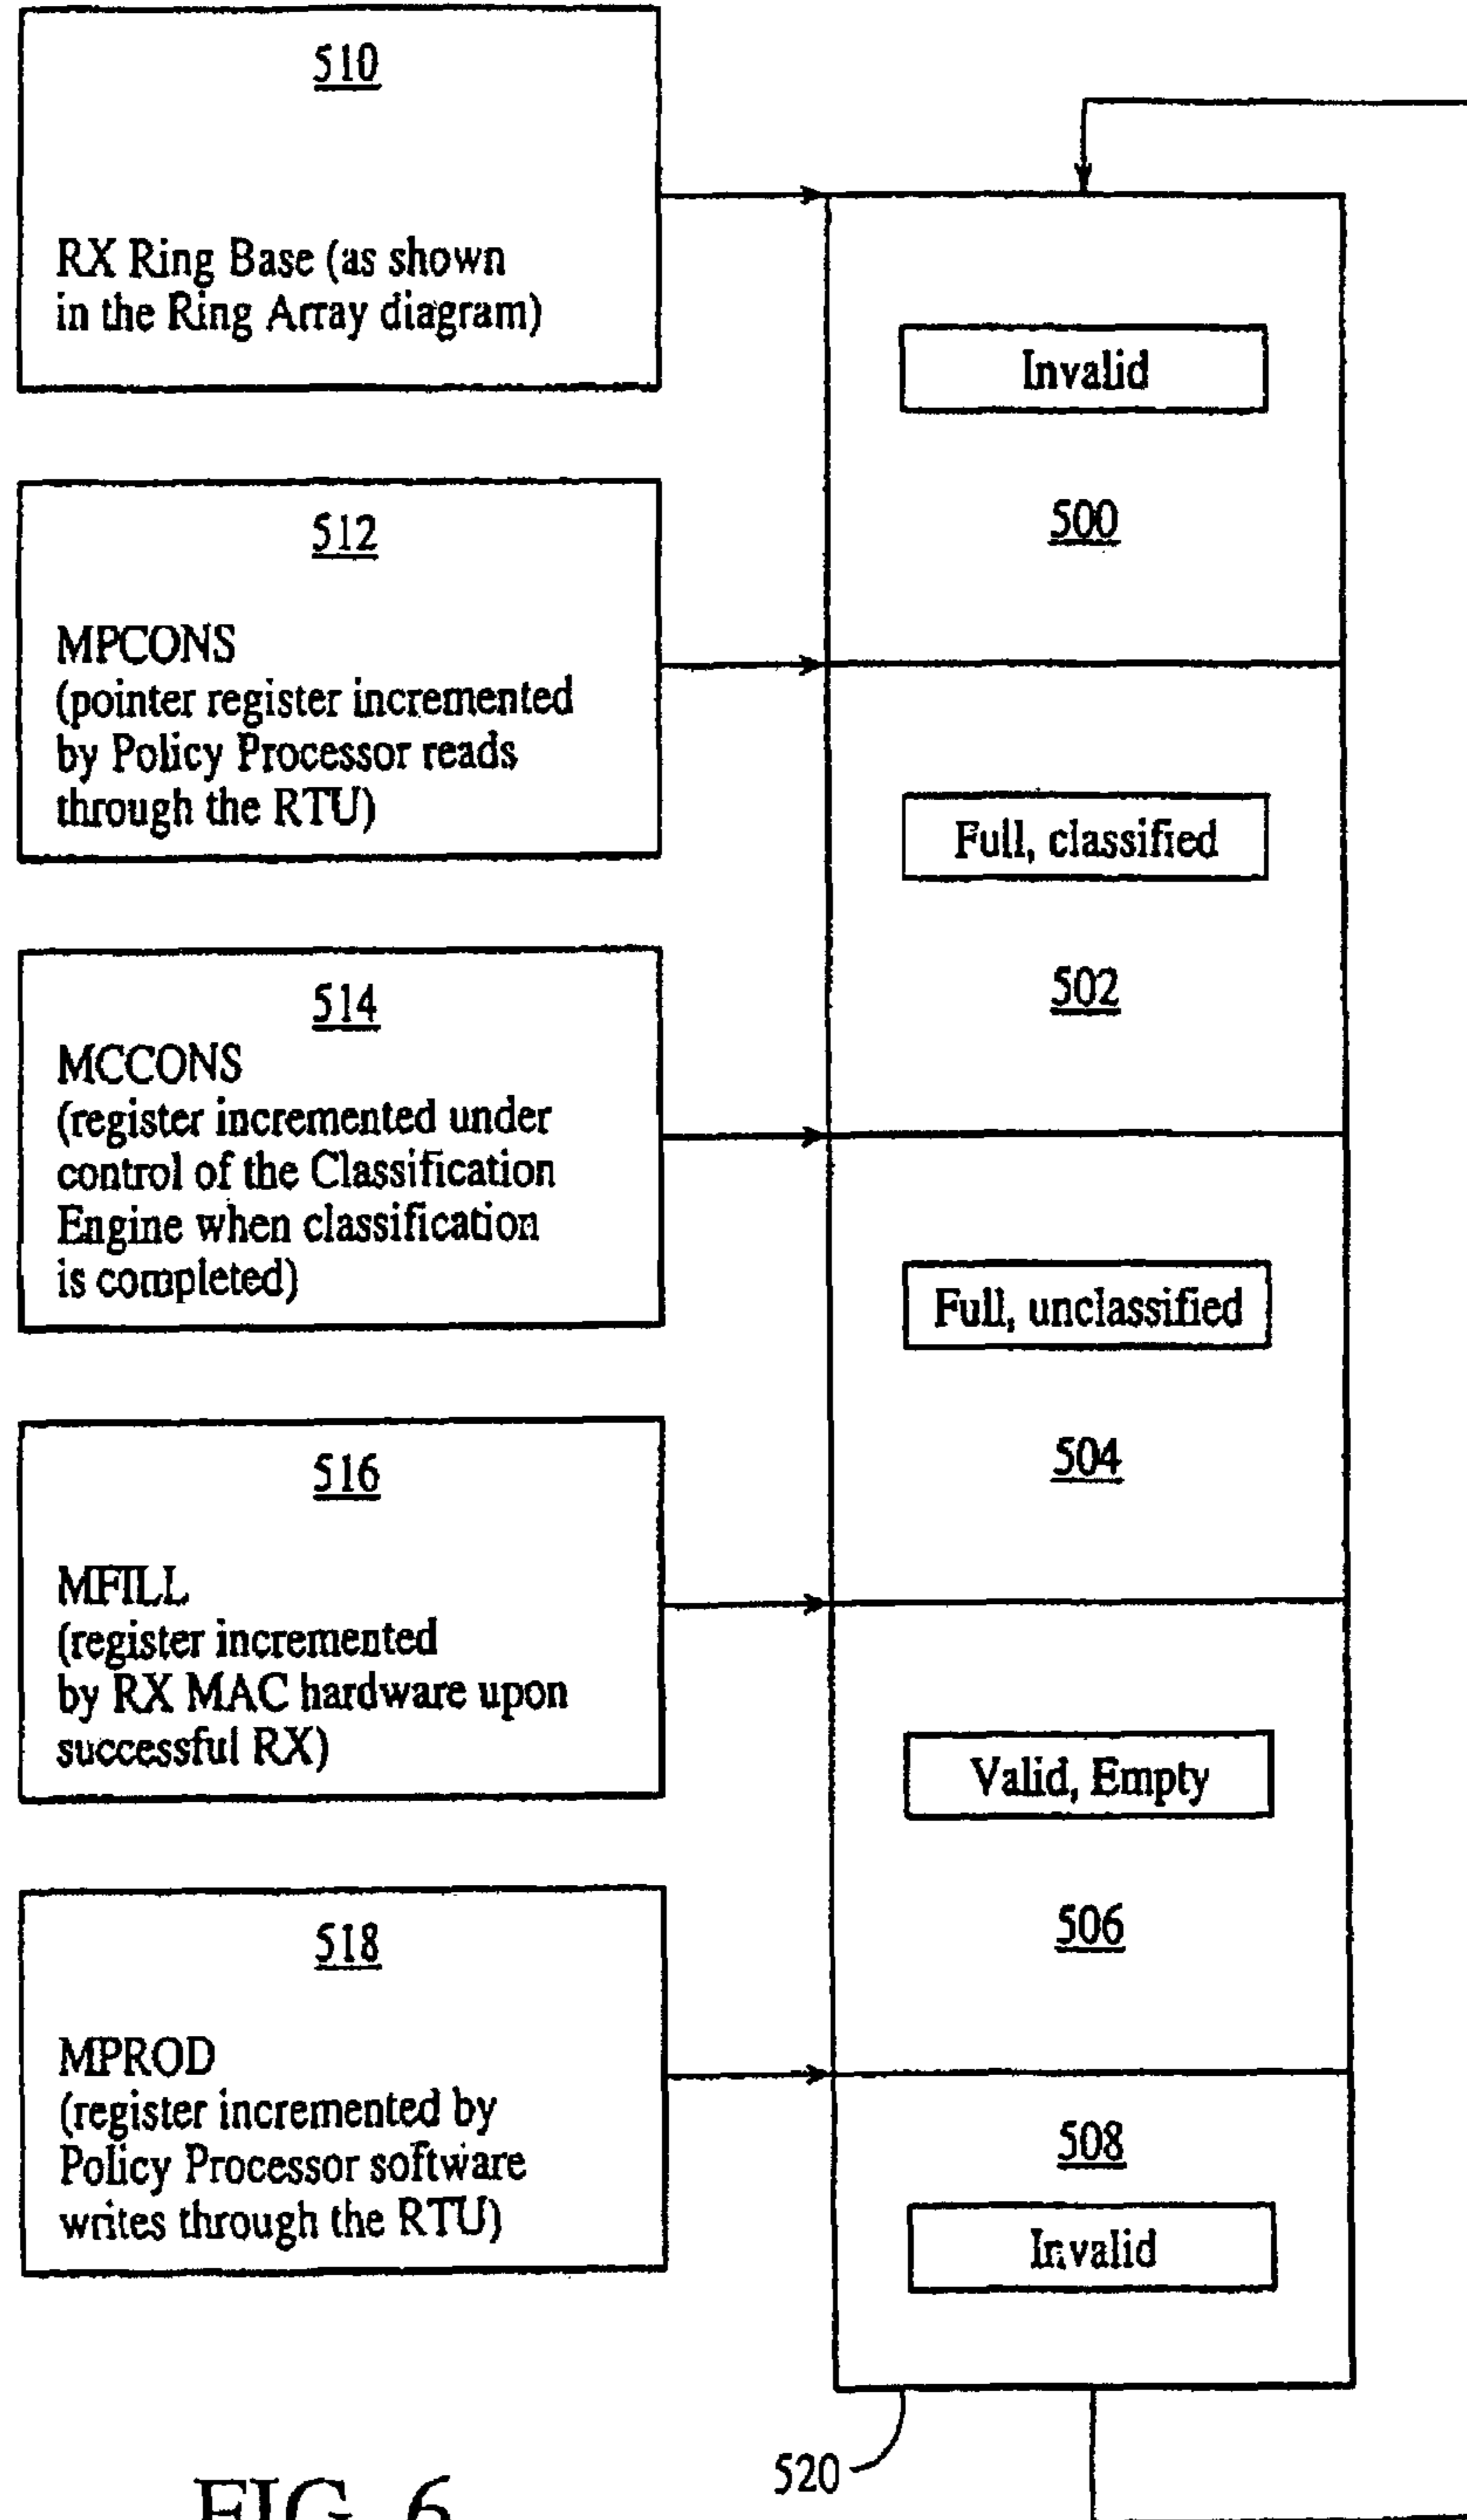 510
RX Ring Base (as shown
in the Ring Array diagram)
Invalid
500
512
MPCONS
(pointer register incremented
by Policy Processor reads
through the RTU)
Full, classified
502
514
MCCONS
(register incremented under
control of the Classification
Engine when classification
is completed)
Full, unclassified
504
516
MFILL
(register incremented
by RX MAC hardware upon
successful RX)
Valid, Empty
506
518
MPROD
(register incremented by
Policy Processor software
writes through the RTU)
508
Invalid
520
FIG. 6